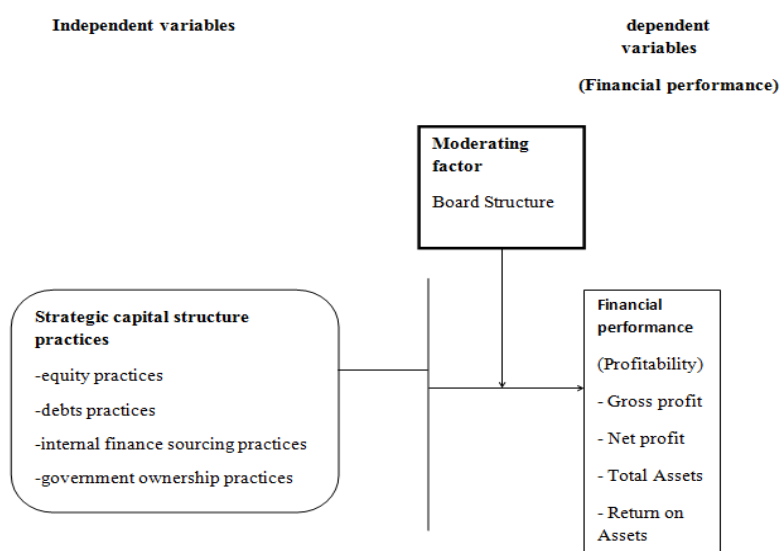 Independent variables
dependent
variables
(Financial performance)
Moderating
factor
Board Structure
Strategic capital structure
practices
-equity practices
-debts practices
-internal finance sourcing practices
-government ownership practices
Financial
performance
(Profitability)
- Gross profit
- Net profit
- Total Assets
- Return on
Assets